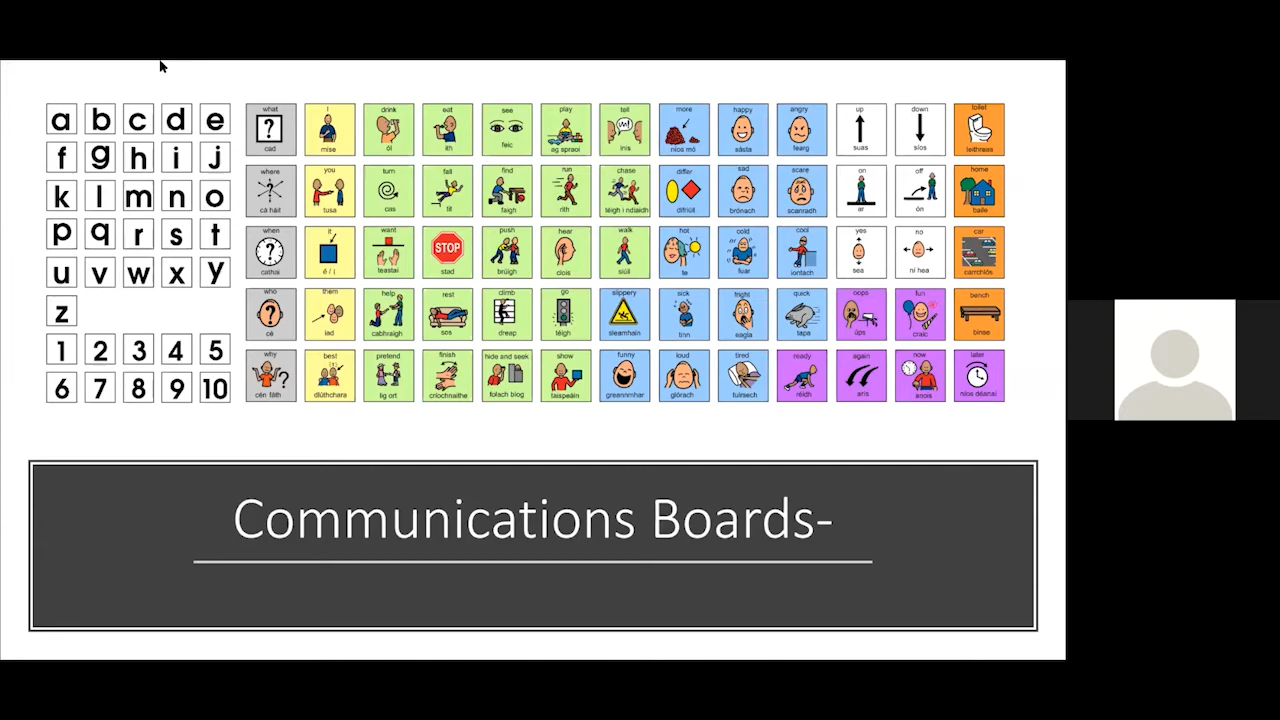 a b c d e
f g h i j
k l m n o
p q r s t
u v w x y
z
1 2 3 4 5
6 7 8 9 10
what I drink eat see play tell more happy angry up down toilet
?
cad mise ól ith feic ag spraoi inis níos mó sásta fearg suas síos leithreas
where you turn fall find run chase differ sad scare on off home
?
cá háit tusa cas tit faigh rith téigh i ndiaidh difriúil brónach scanradh ar ón baile
when it want push hear walk hot cold cool yes no car
? STOP
cathai é / í teastaí stad brúigh clois siúil te fuar iontach sea ní hea carrchlós
who them help rest climb go slippery sick fright quick oops fun bench
?
cé iad cabhraigh sos dreap téigh sleamhain tinn eagla tapa úps craic binse
why best pretend finish hide and seek show funny loud tired ready again now later
?
cén fáth dlúthchara lig ort críochnaithe folach bíog taispeáin greannmhar glórach tuirseach réidh arís anois níos déanaí
Communications Boards-